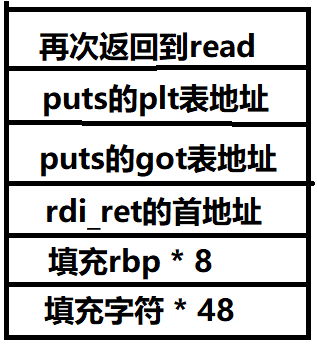 再次返回到read
puts的plt表地址
puts的got表地址
rdi_ret的首地址
填充rbp * 8
填充字符 * 48